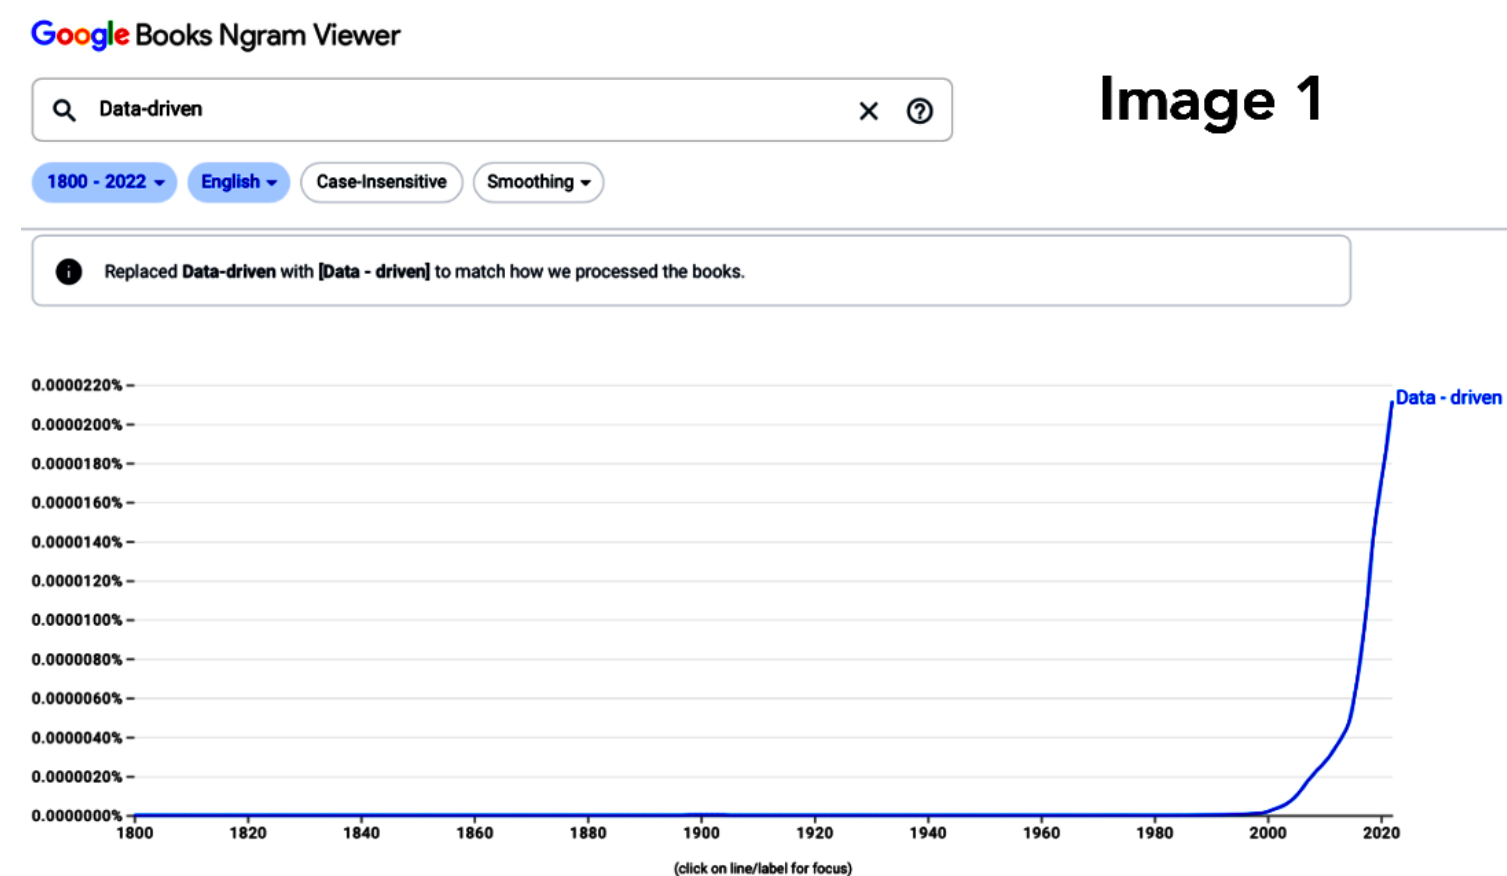 Google Books Ngram Viewer
Image 1
Data-driven
1800 - 2022
English
Case-Insensitive
Smoothing
Replaced Data-driven with [Data - driven] to match how we processed the books.
0.0000220%
Data - driven
0.0000200%
0.0000180%
0.0000160%
0.0000140%
0.0000120%
0.0000100%
0.0000080%
0.0000060%
0.0000040%
0.0000020%
0.0000000%
1800 1820 1840 1860 1880 1900 1920 1940 1960 1980 2000 2020
(click on line/label for focus)